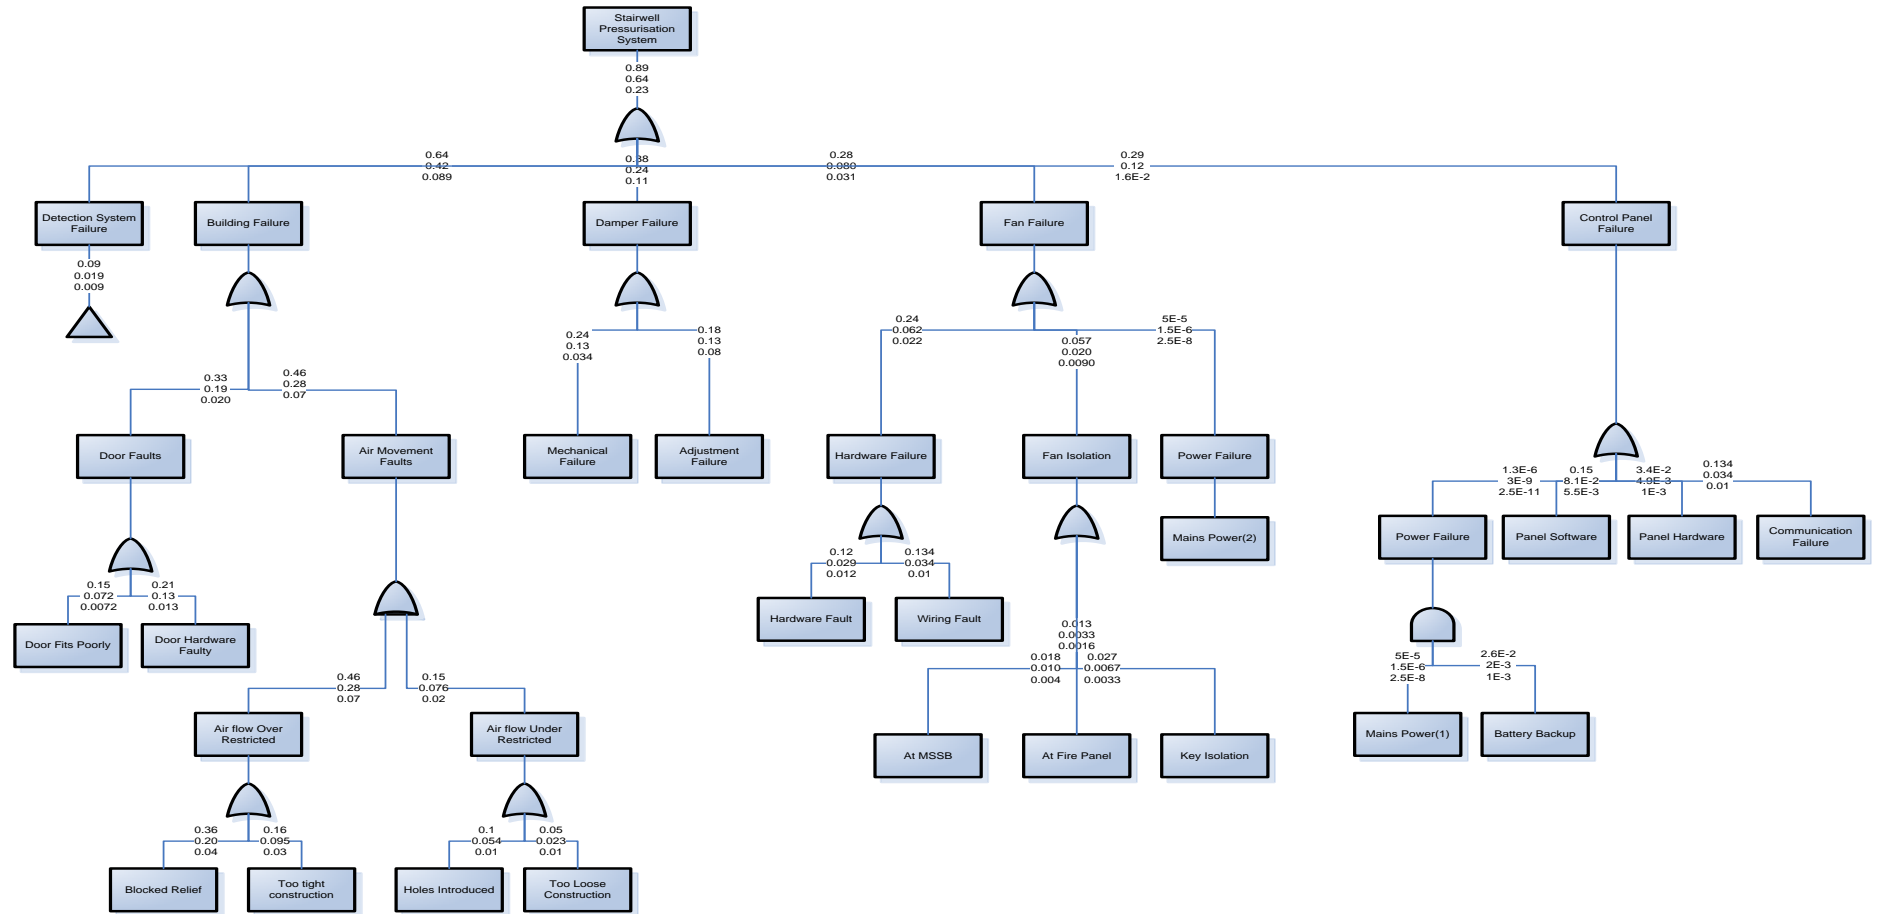 Stairwell
Pressurisation
System
0.89
0.64
0.23
0.64
0.42
0.089
0.38
0.24
0.11
0.28
0.080
0.031
0.29
0.12
1.6E-2
Detection System
Failure
Building Failure
Damper Failure
Fan Failure
Control Panel
Failure
0.09
0.019
0.009
0.33
0.19
0.020
0.46
0.28
0.07
0.24
0.13
0.034
0.18
0.13
0.08
0.24
0.062
0.022
0.057
0.020
0.0090
5E-5
1.5E-6
2.5E-8
Door Faults
Air Movement
Faults
Mechanical
Failure
Adjustment
Failure
Hardware Failure
Fan Isolation
Power Failure
1.3E-6
3E-9
2.5E-11
0.15
8.1E-2
5.5E-3
3.4E-2
4.9E-3
1E-3
0.134
0.034
0.01
Mains Power(2)
Power Failure
Panel Software
Panel Hardware
Communication
Failure
0.15
0.072
0.0072
0.21
0.13
0.013
0.12
0.029
0.012
0.134
0.034
0.01
Door Fits Poorly
Door Hardware
Faulty
Hardware Fault
Wiring Fault
0.46
0.28
0.07
0.15
0.076
0.02
0.018
0.010
0.004
0.013
0.0033
0.0016
0.027
0.0067
0.0033
5E-5
1.5E-6
2.5E-8
2.6E-2
2E-3
1E-3
Air flow Over
Restricted
Air flow Under
Restricted
At MSSB
At Fire Panel
Key Isolation
Mains Power(1)
Battery Backup
0.36
0.20
0.04
0.16
0.095
0.03
0.1
0.054
0.01
0.05
0.023
0.01
Blocked Relief
Too tight
construction
Holes Introduced
Too Loose
Construction